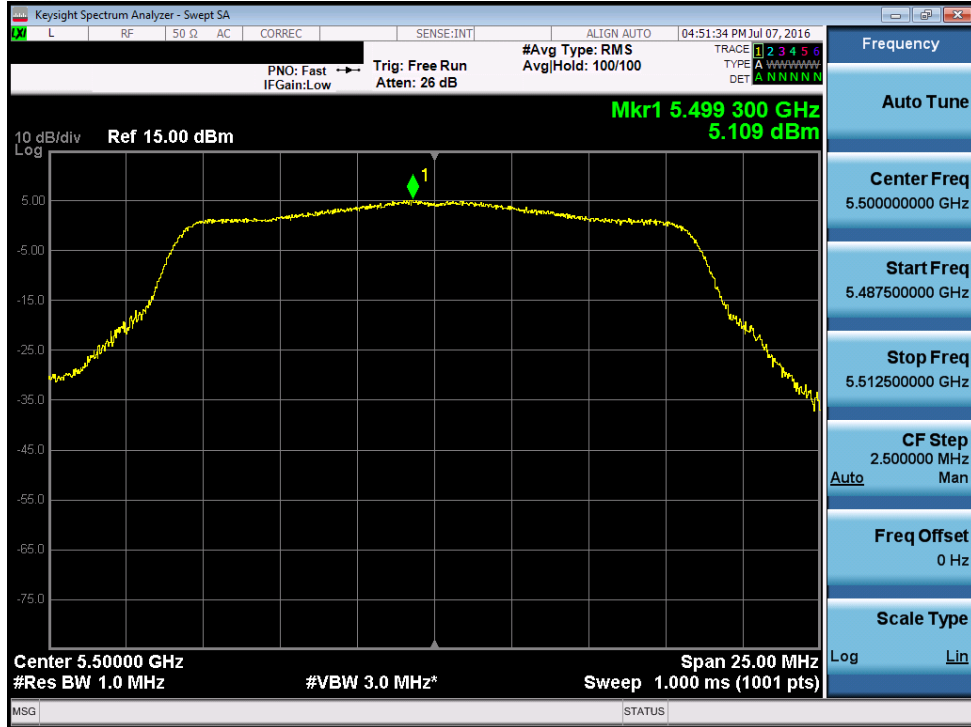 Keysight Spectrum Analyzer - Swept SA
LXI L RF 50 Ω AC CORREC SENSE:INT ALIGN AUTO 04:51:34 PM Jul 07, 2016
#Avg Type: RMS TRACE 1 2 3 4 5 6
PNO: Fast Trig: Free Run Avg|Hold: 100/100 TYPE A WWWWW
IFGain:Low Atten: 26 dB DET A N N N N N
Mkr1 5.499 300 GHz
10 dB/div Ref 15.00 dBm 5.109 dBm
Log
1
5.00
-5.00
-15.0
-25.0
-35.0
-45.0
-55.0
-65.0
-75.0
Center 5.50000 GHz Span 25.00 MHz
#Res BW 1.0 MHz #VBW 3.0 MHz* Sweep 1.000 ms (1001 pts)
MSG STATUS
Frequency
Auto Tune
Center Freq
5.500000000 GHz
Start Freq
5.487500000 GHz
Stop Freq
5.512500000 GHz
CF Step
2.500000 MHz
Auto Man
Freq Offset
0 Hz
Scale Type
Log Lin